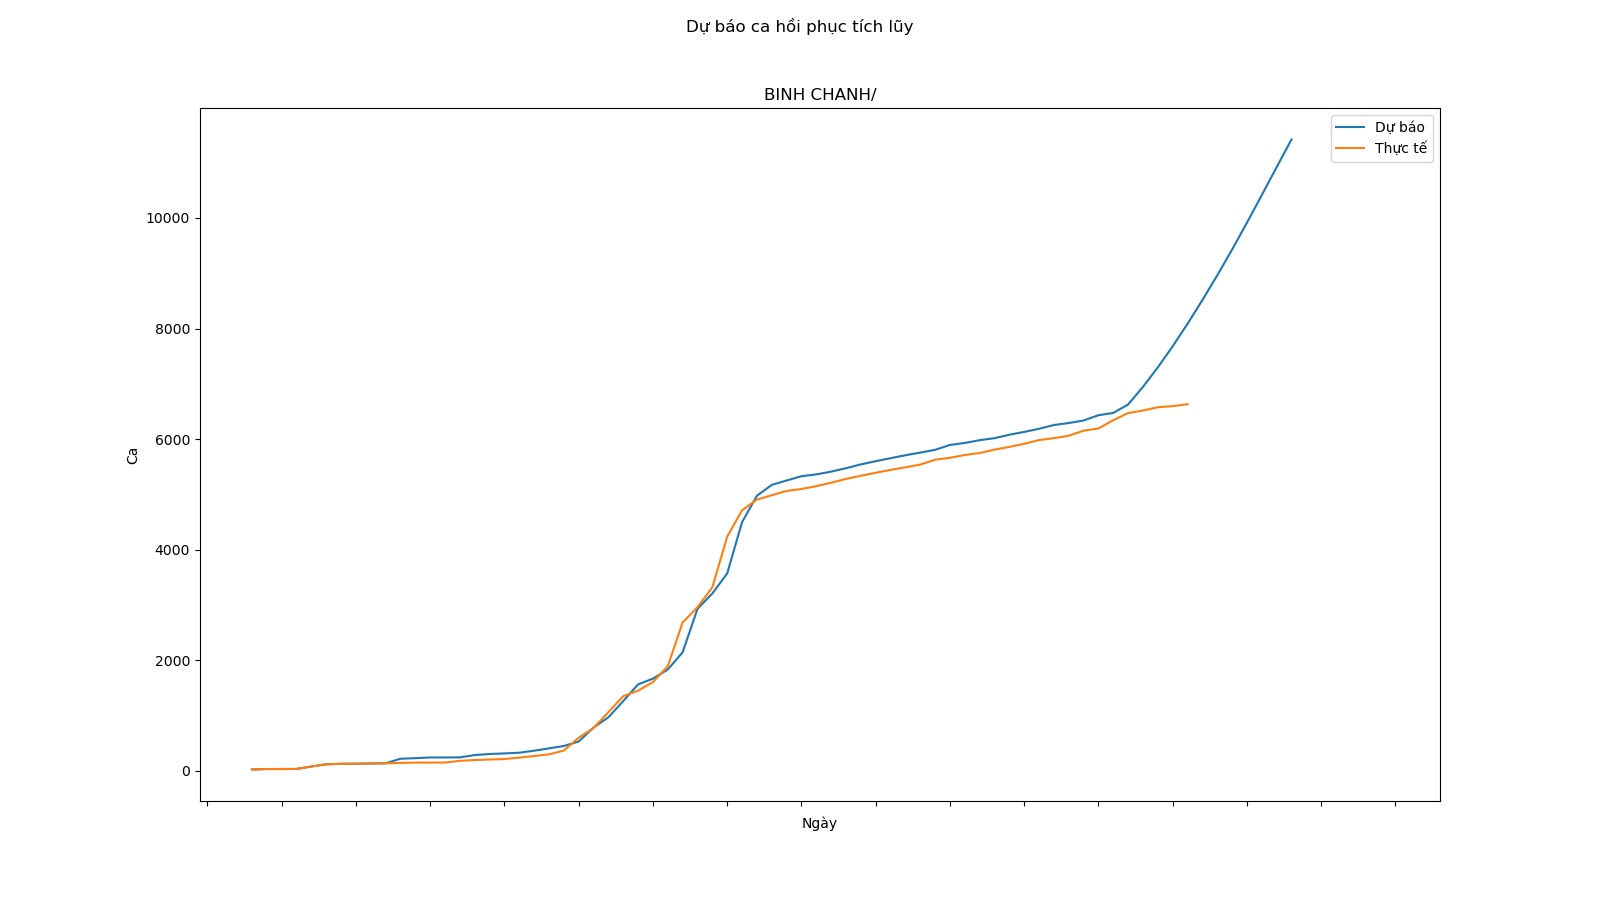 Dự báo ca hồi phục tích lũy
BINH CHANH/
Dự báo
Thực tế
10000
8000
6000
4000
2000
0
Ca
Ngày